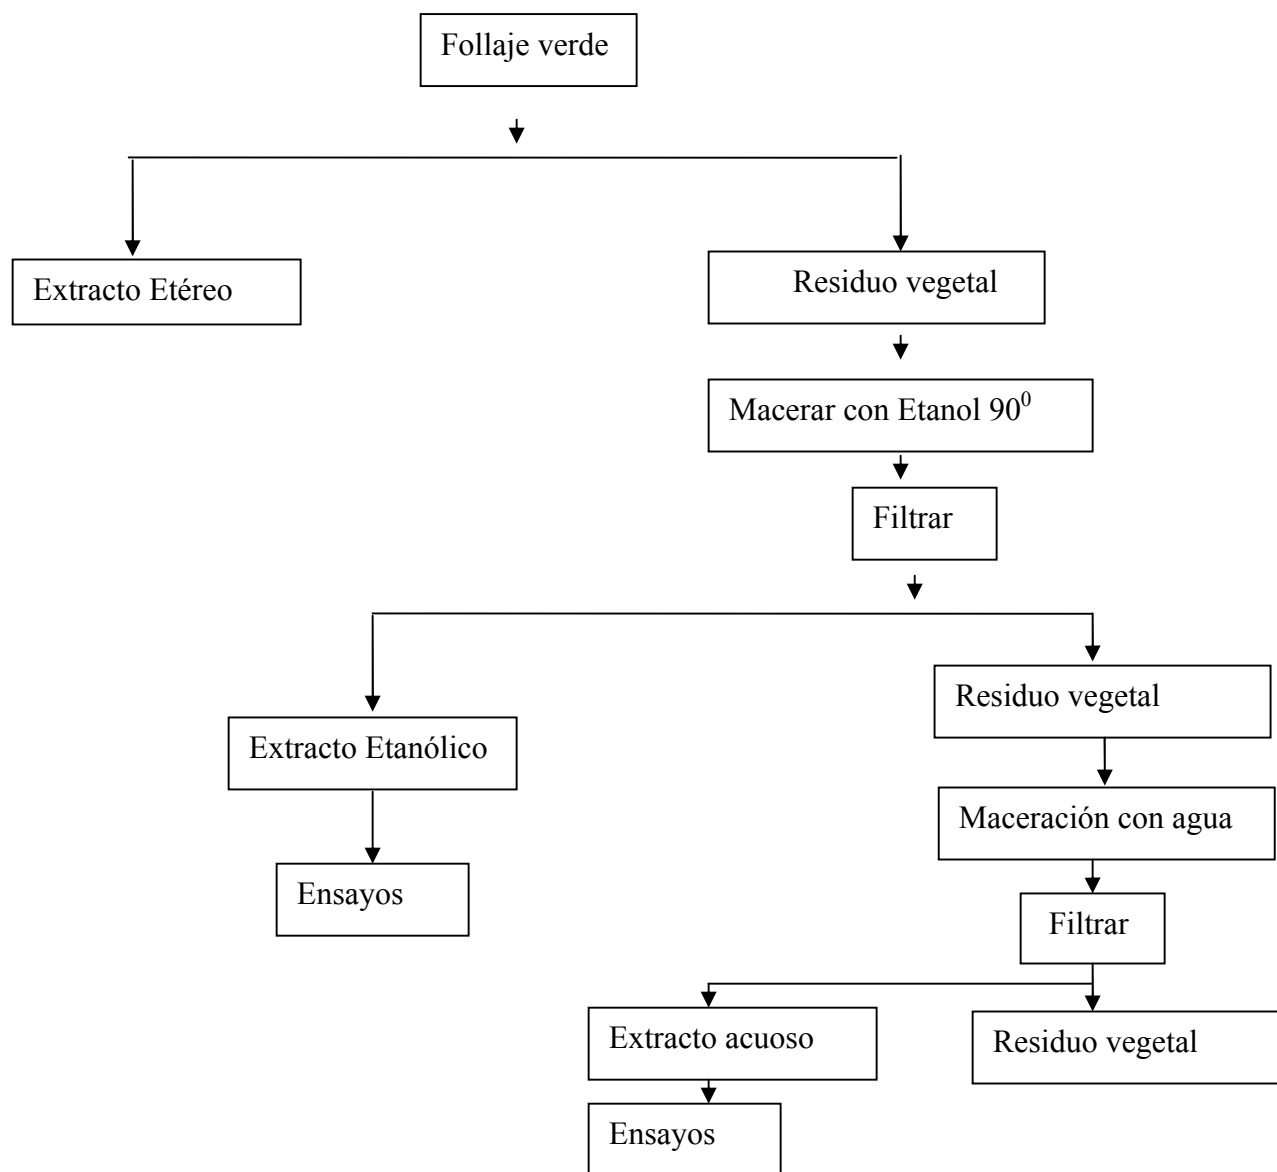 Follaje verde
Extracto Etéreo
Residuo vegetal
Macerar con Etanol 90⁰
Filtrar
Residuo vegetal
Extracto Etanólico
Maceración con agua
Ensayos
Filtrar
Extracto acuoso
Residuo vegetal
Ensayos